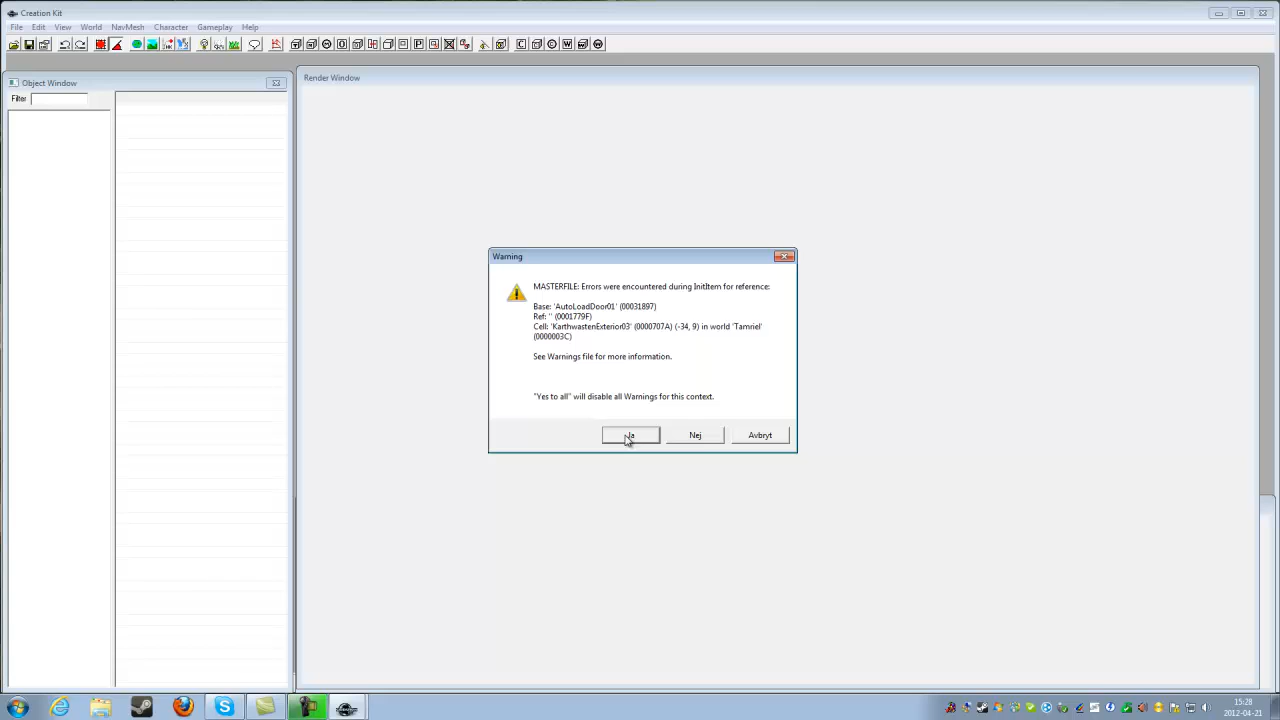 Creation Kit
File Edit View World NavMesh Character Gameplay Help
Object Window
Filter
Render Window
Warning
MASTERFILE: Errors were encountered during InitItem for reference:
Base: 'AutoLoadDoor01' (00031897)
Ref: '' (0001779F)
Cell: 'KarthwastenExterior03' (0000707A) (-34, 9) in world 'Tamriel'
(0000003C)
See Warnings file for more information.
"Yes to all" will disable all Warnings for this context.
Ja Nej Avbryt
15:28
2012-04-21